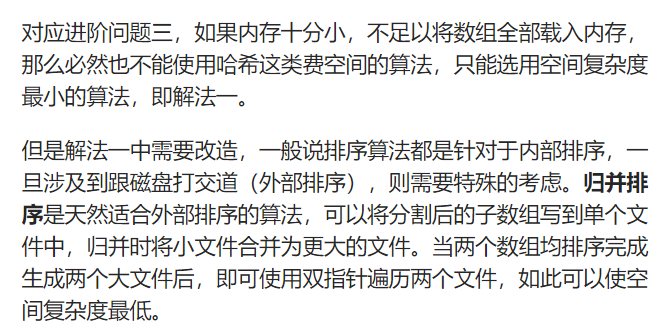 对应进阶问题三，如果内存十分小，不足以将数组全部载入内存，
那么必然也不能使用哈希这类费空间的算法，只能选用空间复杂度
最小的算法，即解法一。
但是解法一中需要改造，一般说排序算法都是针对于内部排序，一
旦涉及到跟磁盘打交道（外部排序），则需要特殊的考虑。归并排
序是天然适合外部排序的算法，可以将分割后的子数组写到单个文
件中，归并时将小文件合并为更大的文件。当两个数组均排序完成
生成两个大文件后，即可使用双指针遍历两个文件，如此可以使空
间复杂度最低。